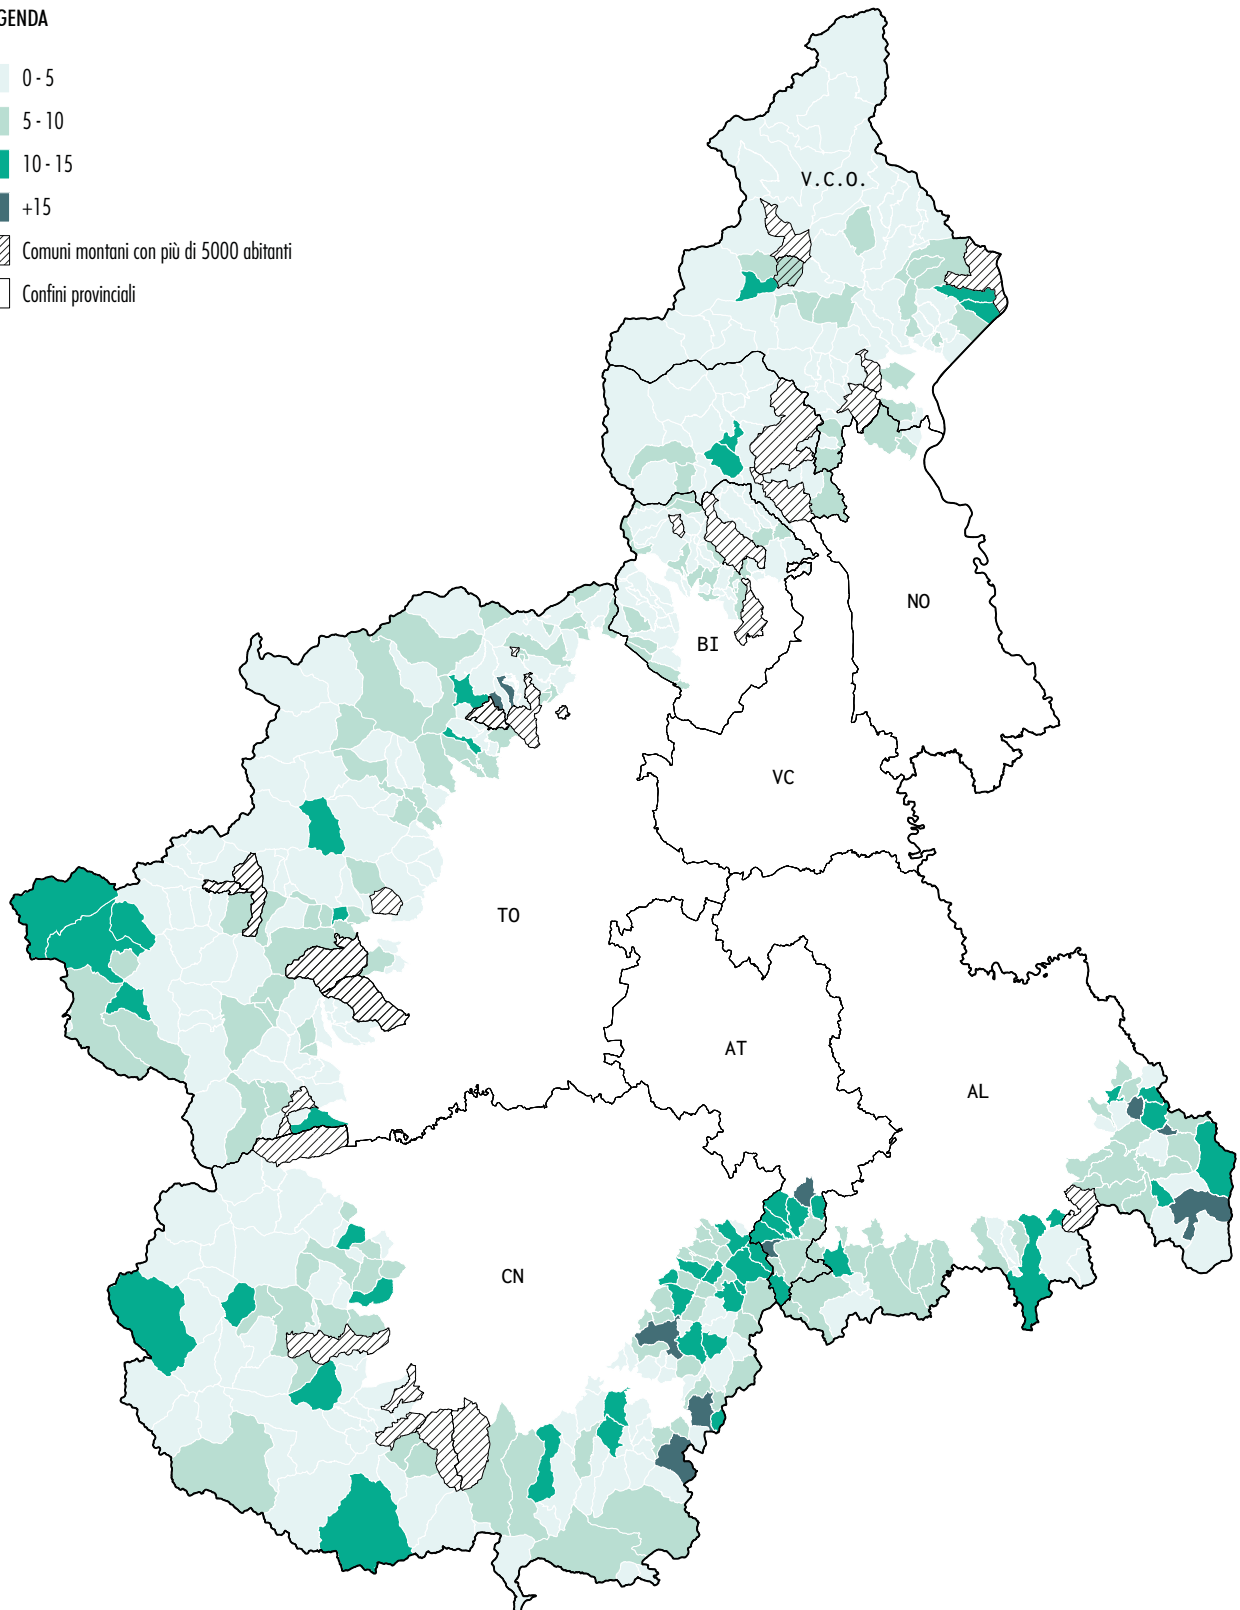 GENDA
0 - 5
5 - 10
10 - 15
+15
Comuni montani con più di 5000 abitanti
Confini provinciali
V.C.O.
NO
BI
VC
TO
AT
AL
CN